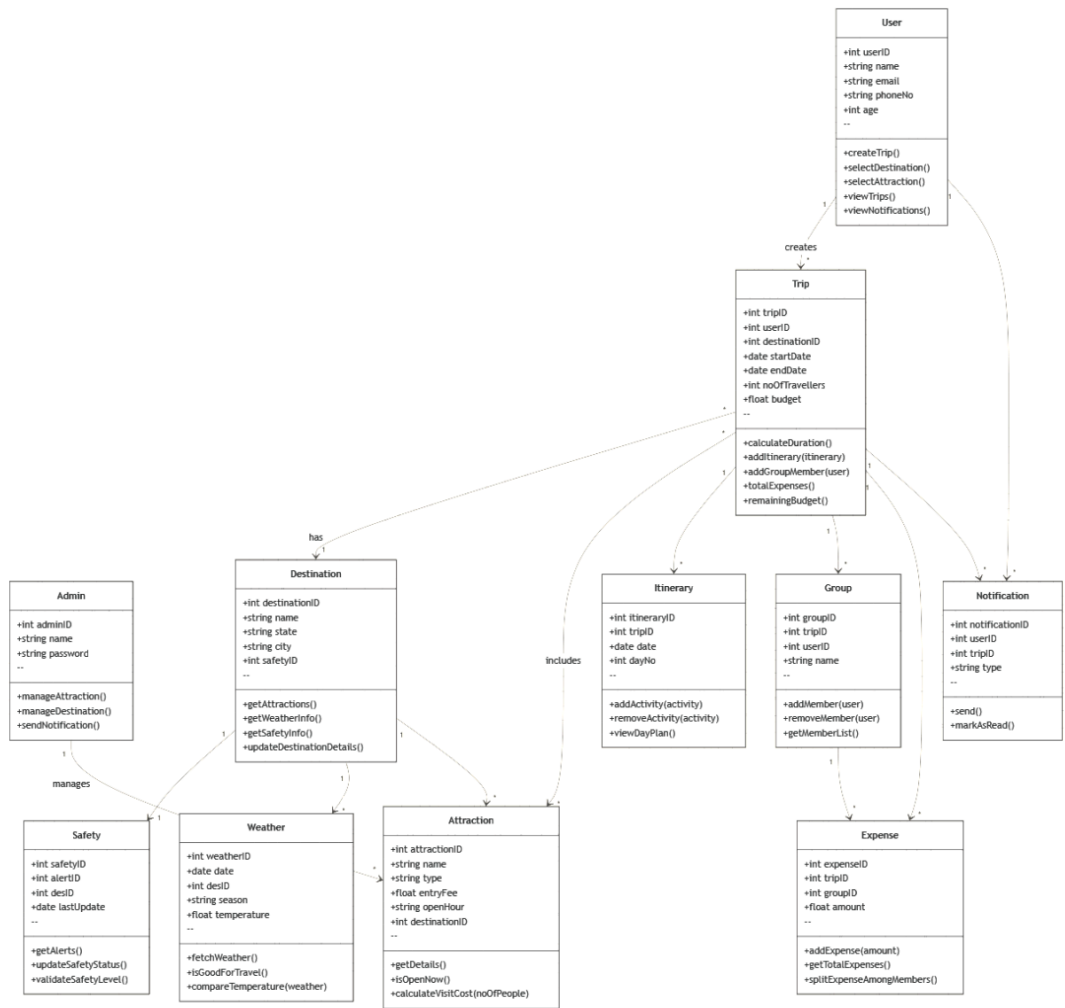 User
+int userID
+string name
+string email
+string phoneNo
+int age
--
+createTrip()
+selectDestination()
+selectAttraction()
+viewTrips()
+viewNotifications()
1
1
creates
*
Trip
+int tripID
+int userID
+int destinationID
+date startDate
+date endDate
+int noOfTravellers
+float budget
--
+calculateDuration()
+addItinerary(itinerary)
+addGroupMember(user)
+totalExpenses()
+remainingBudget()
*
*
1
1
1
1
has
1
includes
*
*
*
*
*
Destination
+int destinationID
+string name
+string state
+string city
+int safetyID
--
+getAttractions()
+getWeatherInfo()
+getSafetyInfo()
+updateDestinationDetails()
Admin
+int adminID
+string name
+string password
--
+manageAttraction()
+manageDestination()
+sendNotification()
Itinerary
+int itineraryID
+int tripID
+date date
+int dayNo
--
+addActivity(activity)
+removeActivity(activity)
+viewDayPlan()
Group
+int groupID
+int tripID
+int userID
+string name
--
+addMember(user)
+removeMember(user)
+getMemberList()
Notification
+int notificationID
+int userID
+int tripID
+string type
--
+send()
+markAsRead()
1
1
1
1
1
manages
1
*
*
*
*
*
Safety
+int safetyID
+int alertID
+int desID
+date lastUpdate
--
+getAlerts()
+updateSafetyStatus()
+validateSafetyLevel()
Weather
+int weatherID
+date date
+int desID
+string season
+float temperature
--
+fetchWeather()
+isGoodForTravel()
+compareTemperature(weather)
*
Attraction
+int attractionID
+string name
+string type
+float entryFee
+string openHour
+int destinationID
--
+getDetails()
+isOpenNow()
+calculateVisitCost(noOfPeople)
Expense
+int expenseID
+int tripID
+int groupID
+float amount
--
+addExpense(amount)
+getTotalExpenses()
+splitExpenseAmongMembers()